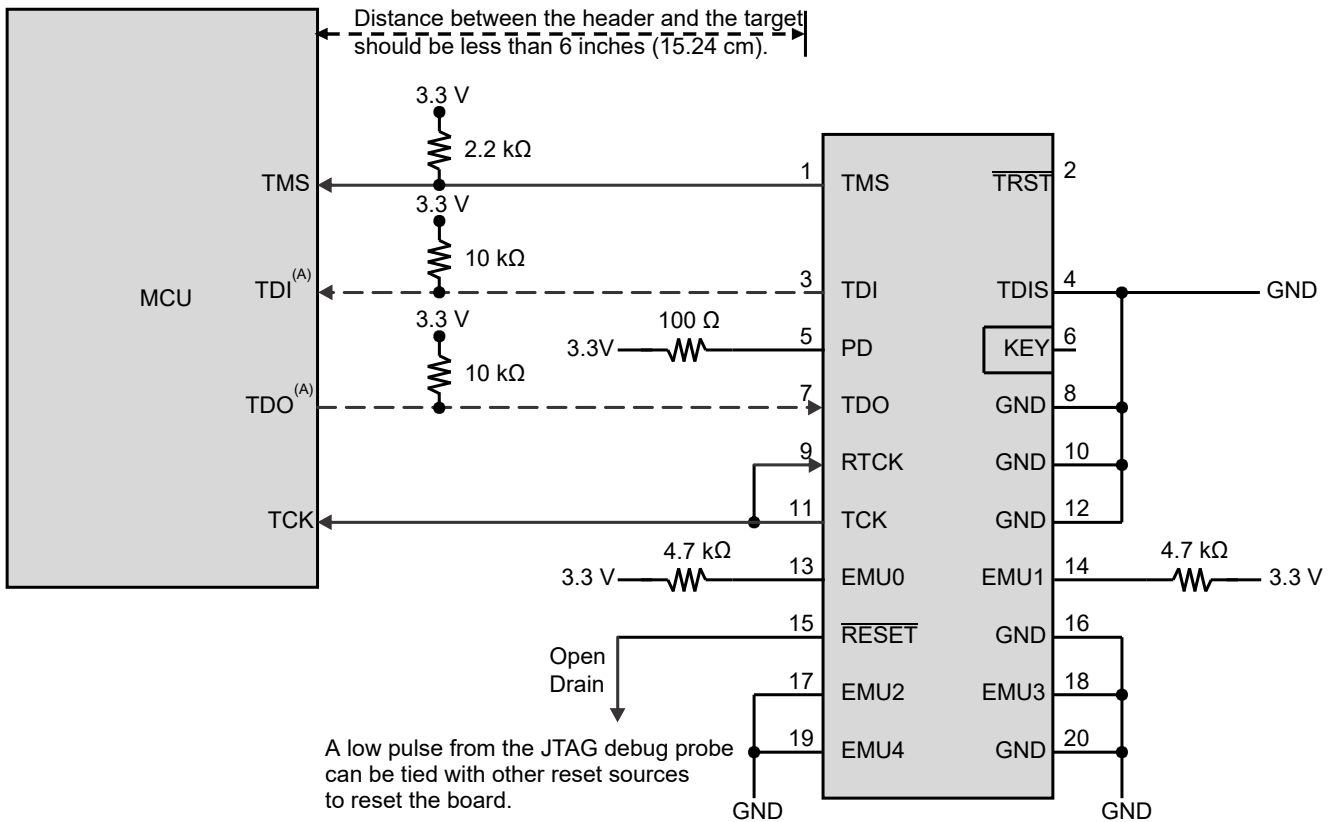 Distance between the header and the target
should be less than 6 inches (15.24 cm).
3.3 V
2.2 kΩ
TMS
1
TMS
TRST
2
3.3 V
10 kΩ
MCU
TDI(A)
3
TDI
TDIS
4
GND
3.3 V
100 Ω
3.3V
5
PD
KEY
6
10 kΩ
TDO(A)
7
TDO
GND
8
9
RTCK
GND
10
TCK
11
TCK
GND
12
4.7 kΩ
3.3 V
13
EMU0
EMU1
14
4.7 kΩ
3.3 V
15
RESET
GND
16
Open
Drain
17
EMU2
EMU3
18
A low pulse from the JTAG debug probe
can be tied with other reset sources
to reset the board.
19
EMU4
GND
20
GND
GND